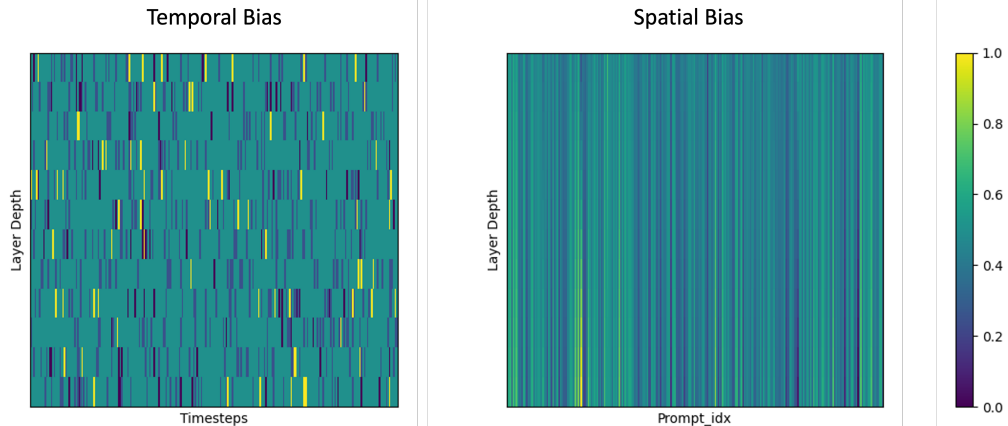 Temporal Bias
Spatial Bias
Layer Depth
Timesteps
Layer Depth
Prompt_idx
1.0
0.8
0.6
0.4
0.2
0.0